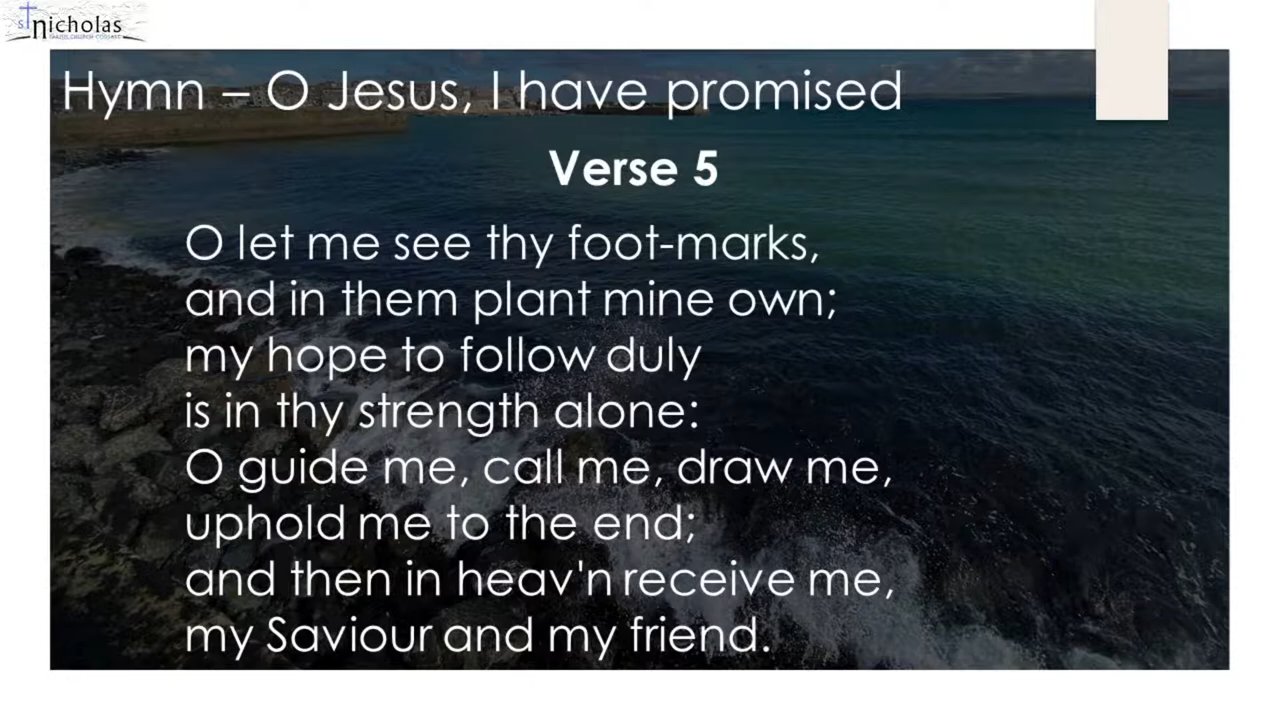 St Nicholas
Hymn – O Jesus, I have promised
Verse 5
O let me see thy foot-marks,
and in them plant mine own;
my hope to follow duly
is in thy strength alone:
O guide me, call me, draw me,
uphold me to the end;
and then in heav'n receive me,
my Saviour and my friend.